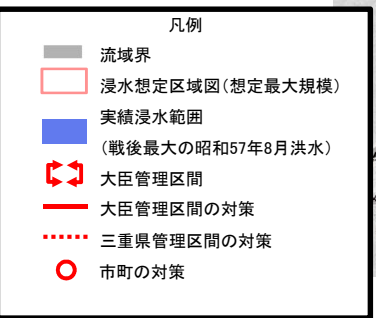 凡例
流域界
浸水想定区域図(想定最大規模)
実績浸水範囲
(戦後最大の昭和57年8月洪水)
大臣管理区間
大臣管理区間の対策
三重県管理区間の対策
市町の対策